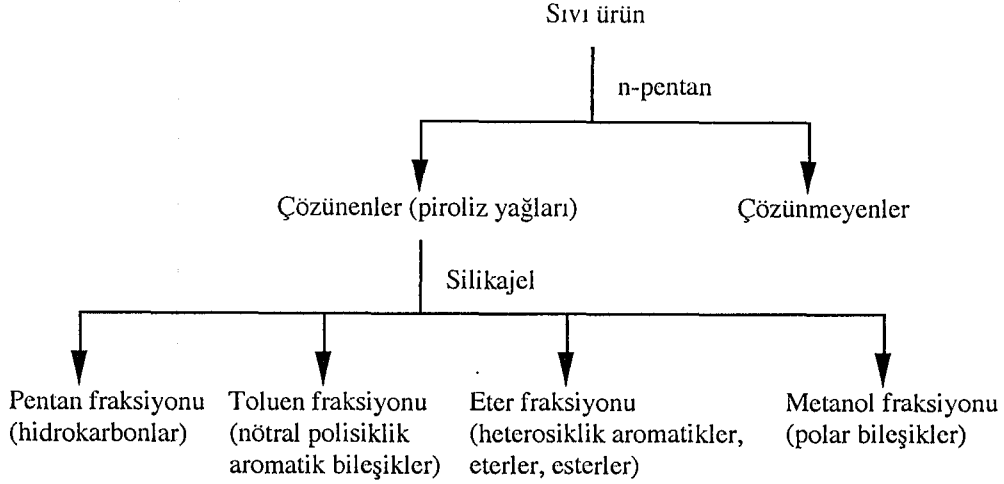 Sıvı ürün
n-pentan
Çözünenler (piroliz yağları)
Çözünmeyenler
Silikajel
Pentan fraksiyonu
(hidrokarbonlar)
Toluen fraksiyonu
(nötral polisiklik
aromatik bileşikler)
Eter fraksiyonu
(heterosiklik aromatikler,
eterler, esterler)
Metanol fraksiyonu
(polar bileşikler)